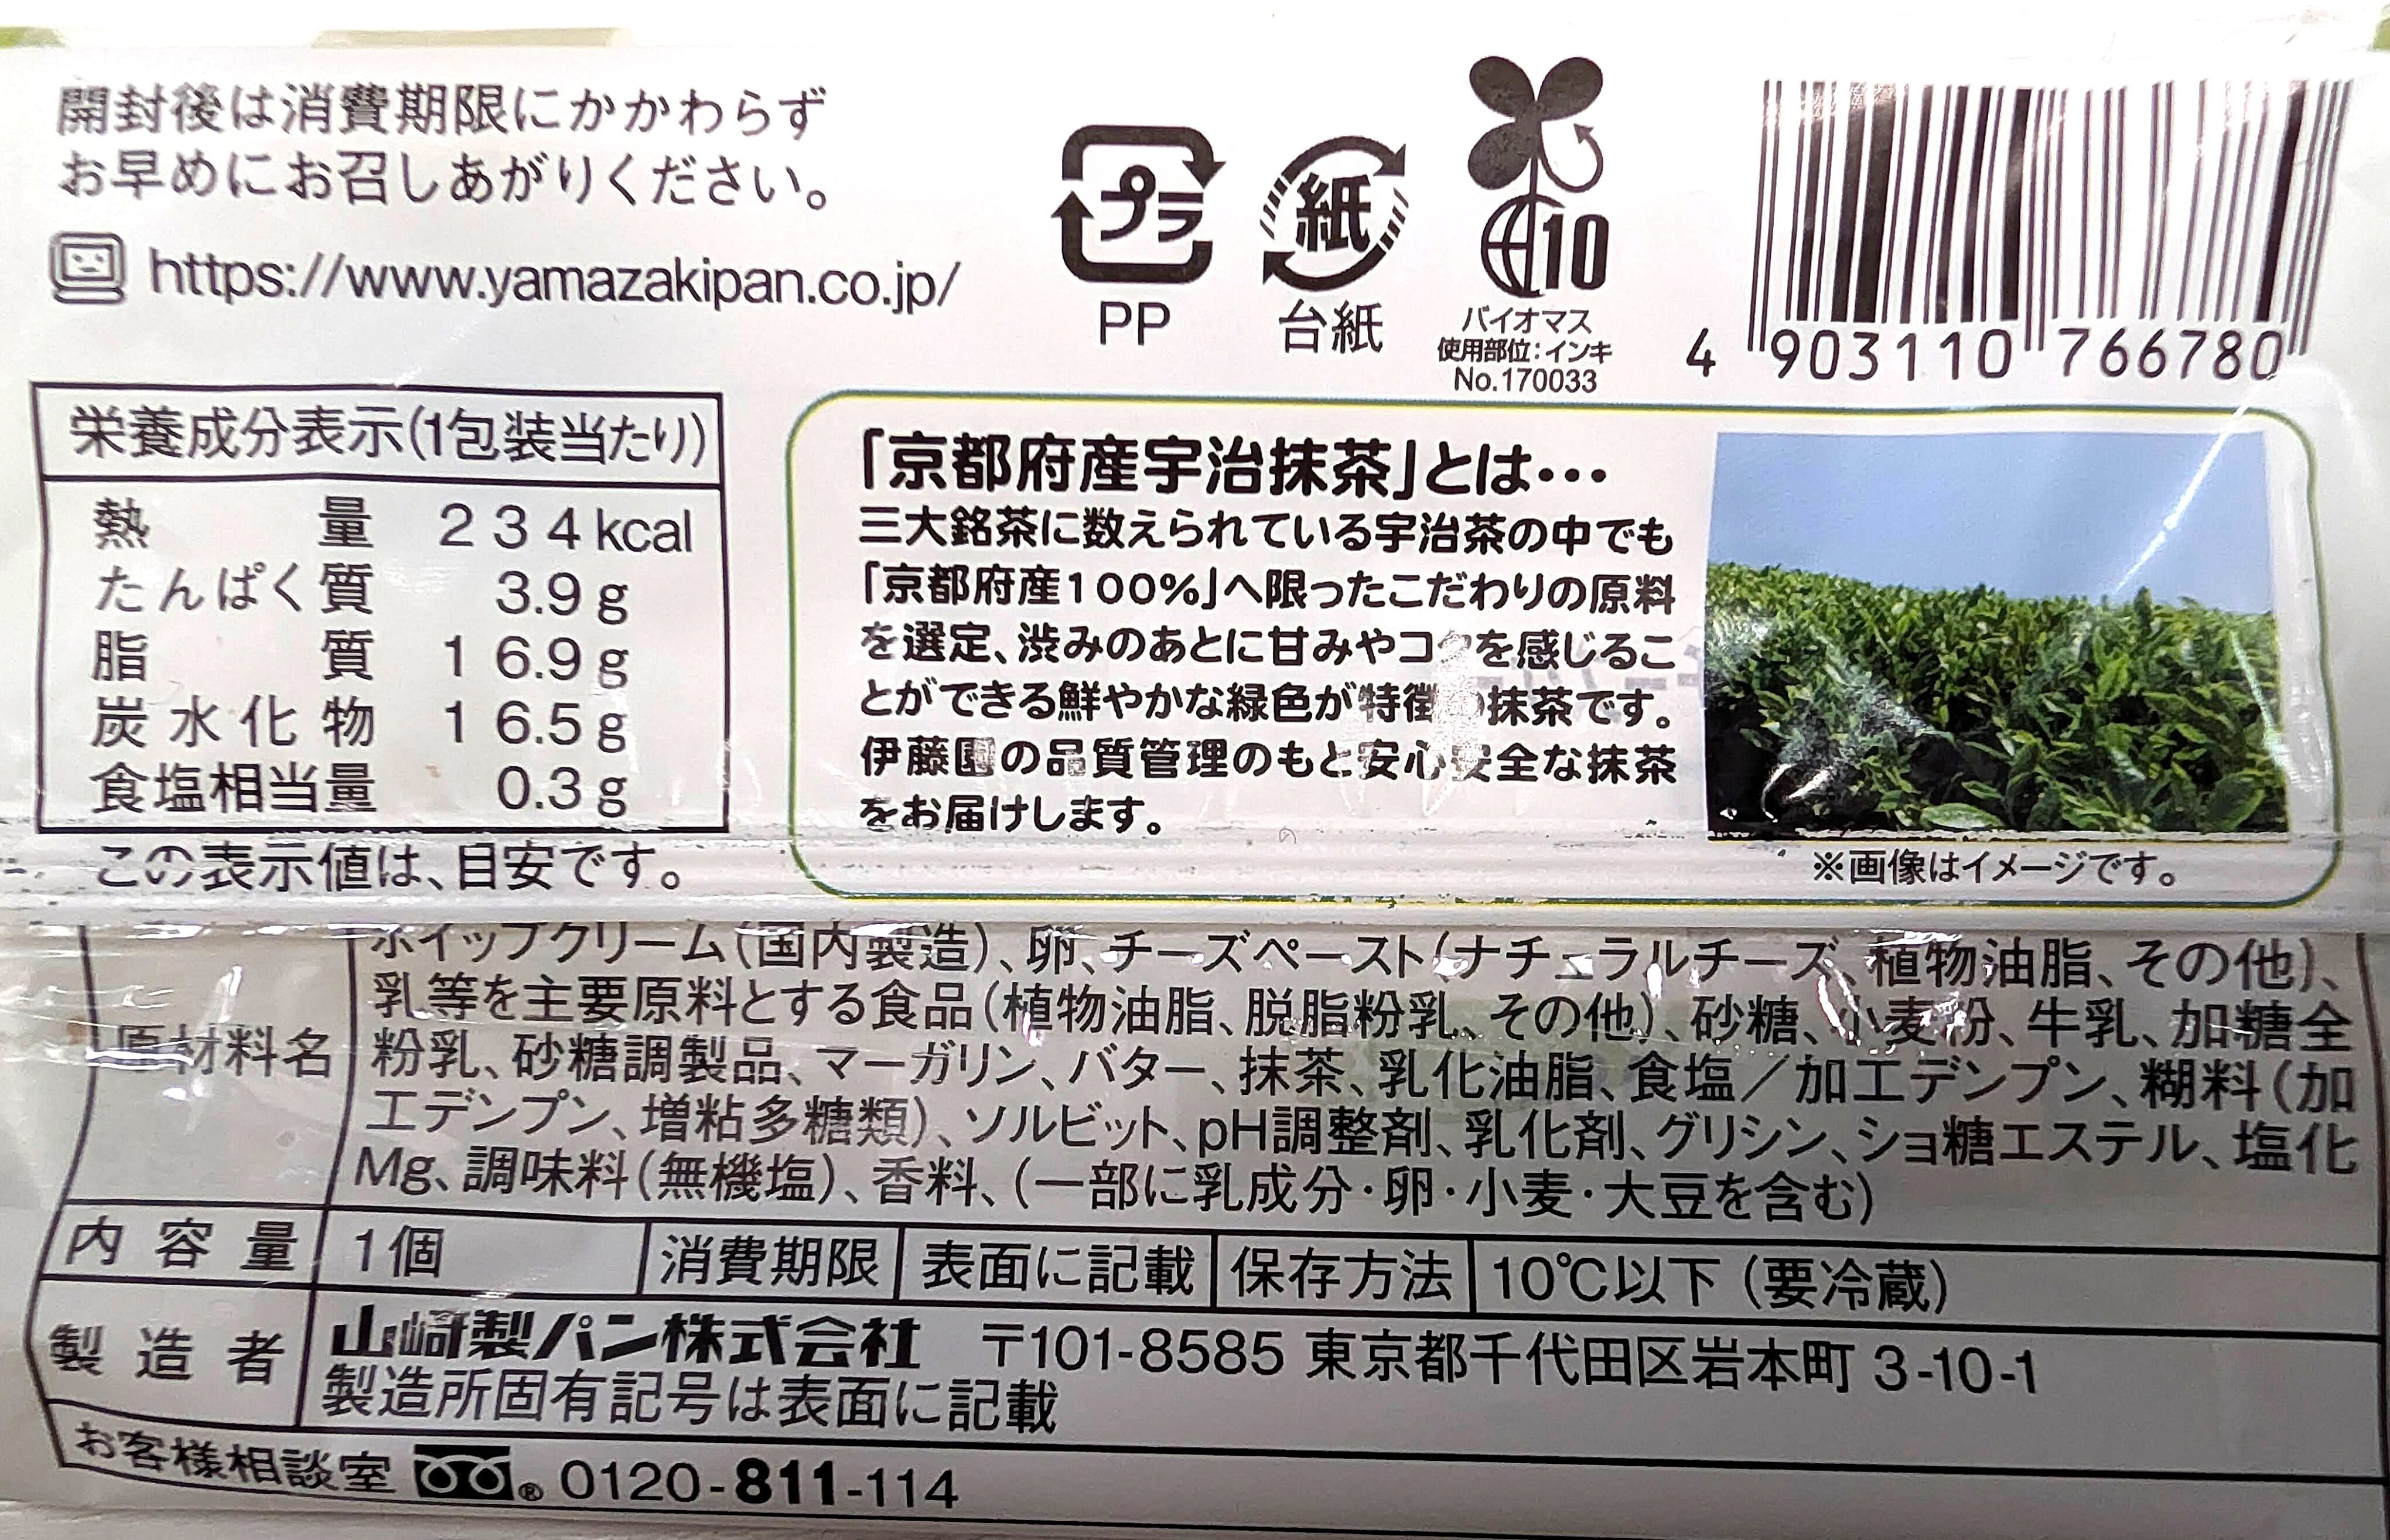 開封後は消費期限にかかわらず
お早めにお召しあがりください。
https://www.yamazakipan.co.jp/
プラ
PP
紙
台紙
10
バイオマス
使用部位:インキ
No.170033
4 903110 766780
栄養成分表示(1包装当たり)
熱量 234kcal
たんぱく質 3.9g
脂質 16.9g
炭水化物 16.5g
食塩相当量 0.3g
この表示値は、目安です。
「京都府産宇治抹茶」とは…
三大銘茶に数えられている宇治茶の中でも
「京都府産100%」へ限ったこだわりの原料
を選定、渋みのあとに甘みやコクを感じるこ
とができる鮮やかな緑色が特徴の抹茶です。
伊藤園の品質管理のもと安心安全な抹茶
をお届けします。
※画像はイメージです。
原材料名
ホイップクリーム(国内製造)、卵、チーズペースト(ナチュラルチーズ、植物油脂、その他)、
乳等を主要原料とする食品(植物油脂、脱脂粉乳、その他)、砂糖、小麦粉、牛乳、加糖全
粉乳、砂糖調製品、マーガリン、バター、抹茶、乳化油脂、食塩/加工デンプン、糊料(加
工デンプン、増粘多糖類)、ソルビット、pH調整剤、乳化剤、グリシン、ショ糖エステル、塩化
Mg、調味料(無機塩)、香料、(一部に乳成分・卵・小麦・大豆を含む)
内容量 1個 消費期限 表面に記載 保存方法 10℃以下(要冷蔵)
製造者 山崎製パン株式会社 〒101-8585 東京都千代田区岩本町 3-10-1
製造所固有記号は表面に記載
お客様相談室 ® 0120-811-114